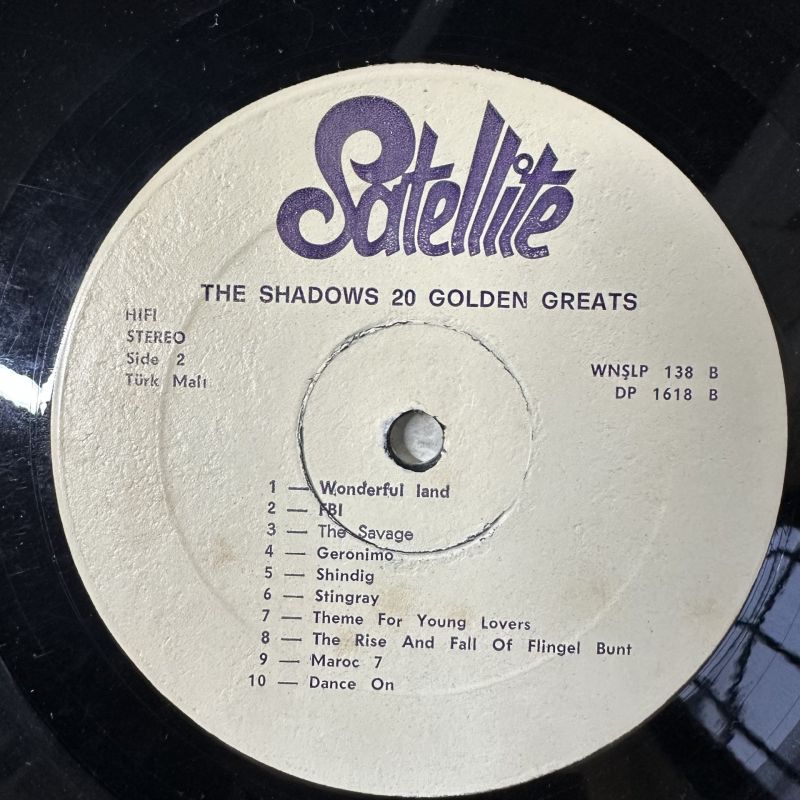 Satellite
THE SHADOWS 20 GOLDEN GREATS
HIFI
STEREO
Side 2
Türk Malı
WNŞLP 138 B
DP 1618 B
1 — Wonderful land
2 — FBI
3 — The Savage
4 — Geronimo
5 — Shindig
6 — Stingray
7 — Theme For Young Lovers
8 — The Rise And Fall Of Flingel Bunt
9 — Maroc 7
10 — Dance On